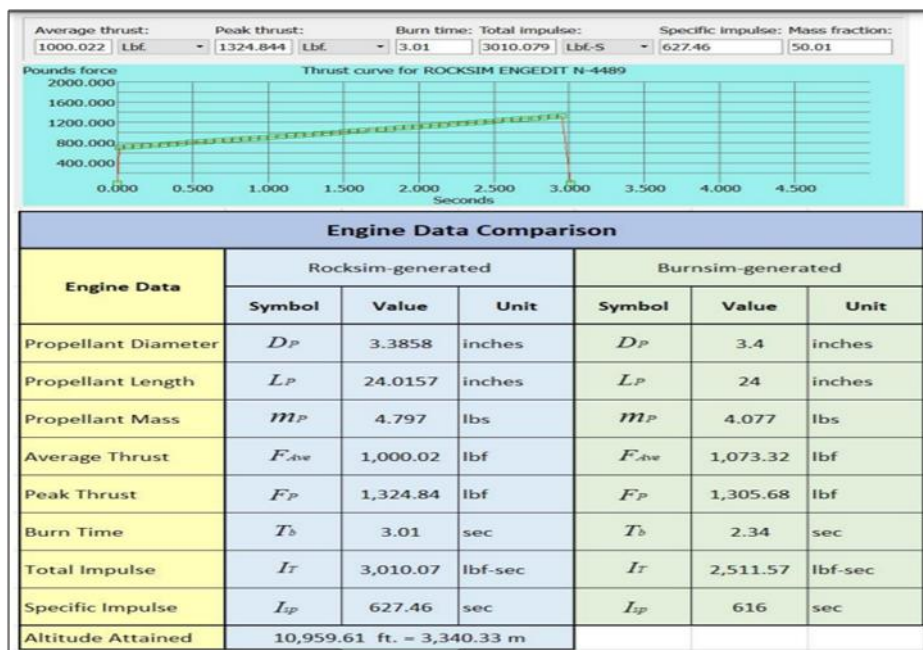 Average thrust: Peak thrust: Burn time: Total impulse: Specific impulse: Mass fraction:
1000.022 Lbf. 1324.844 Lbf. 3.01 3010.079 Lbf.-S 627.46 50.01
Pounds force Thrust curve for ROCKSIM ENGEDIT N-4489
2000.000
1600.000
1200.000
800.000
400.000
0.000 0.500 1.000 1.500 2.000 2.500 3.000 3.500 4.000 4.500
Seconds
Engine Data Comparison
Engine Data Rocksim-generated Burnsim-generated
Symbol Value Unit Symbol Value Unit
Propellant Diameter DP 3.3858 inches DP 3.4 inches
Propellant Length LP 24.0157 inches LP 24 inches
Propellant Mass mP 4.797 lbs mP 4.077 lbs
Average Thrust FAve 1,000.02 lbf FAve 1,073.32 lbf
Peak Thrust FP 1,324.84 lbf FP 1,305.68 lbf
Burn Time Tb 3.01 sec Tb 2.34 sec
Total Impulse IT 3,010.07 lbf-sec IT 2,511.57 lbf-sec
Specific Impulse Isp 627.46 sec Isp 616 sec
Altitude Attained 10,959.61 ft. = 3,340.33 m